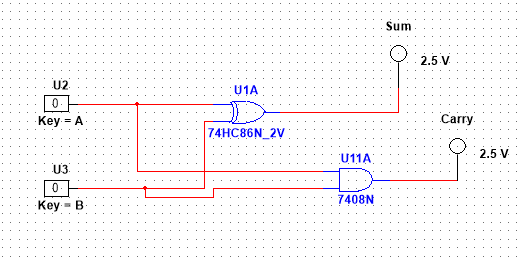 Sum
2.5 V
U2
0
Key = A
U1A
74HC86N_2V
Carry
2.5 V
U3
0
Key = B
U11A
7408N